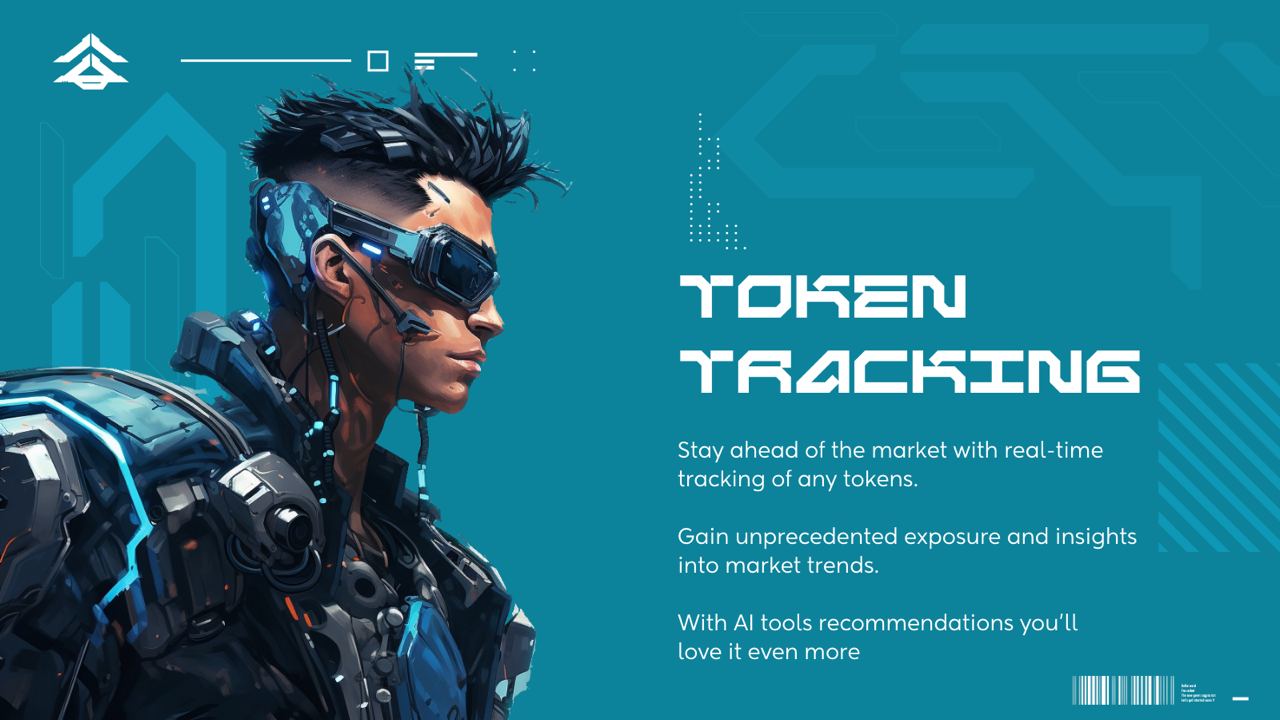 TOKEN
TRACKING
Stay ahead of the market with real-time
tracking of any tokens.
Gain unprecedented exposure and insights
into market trends.
With AI tools recommendations you'll
love it even more